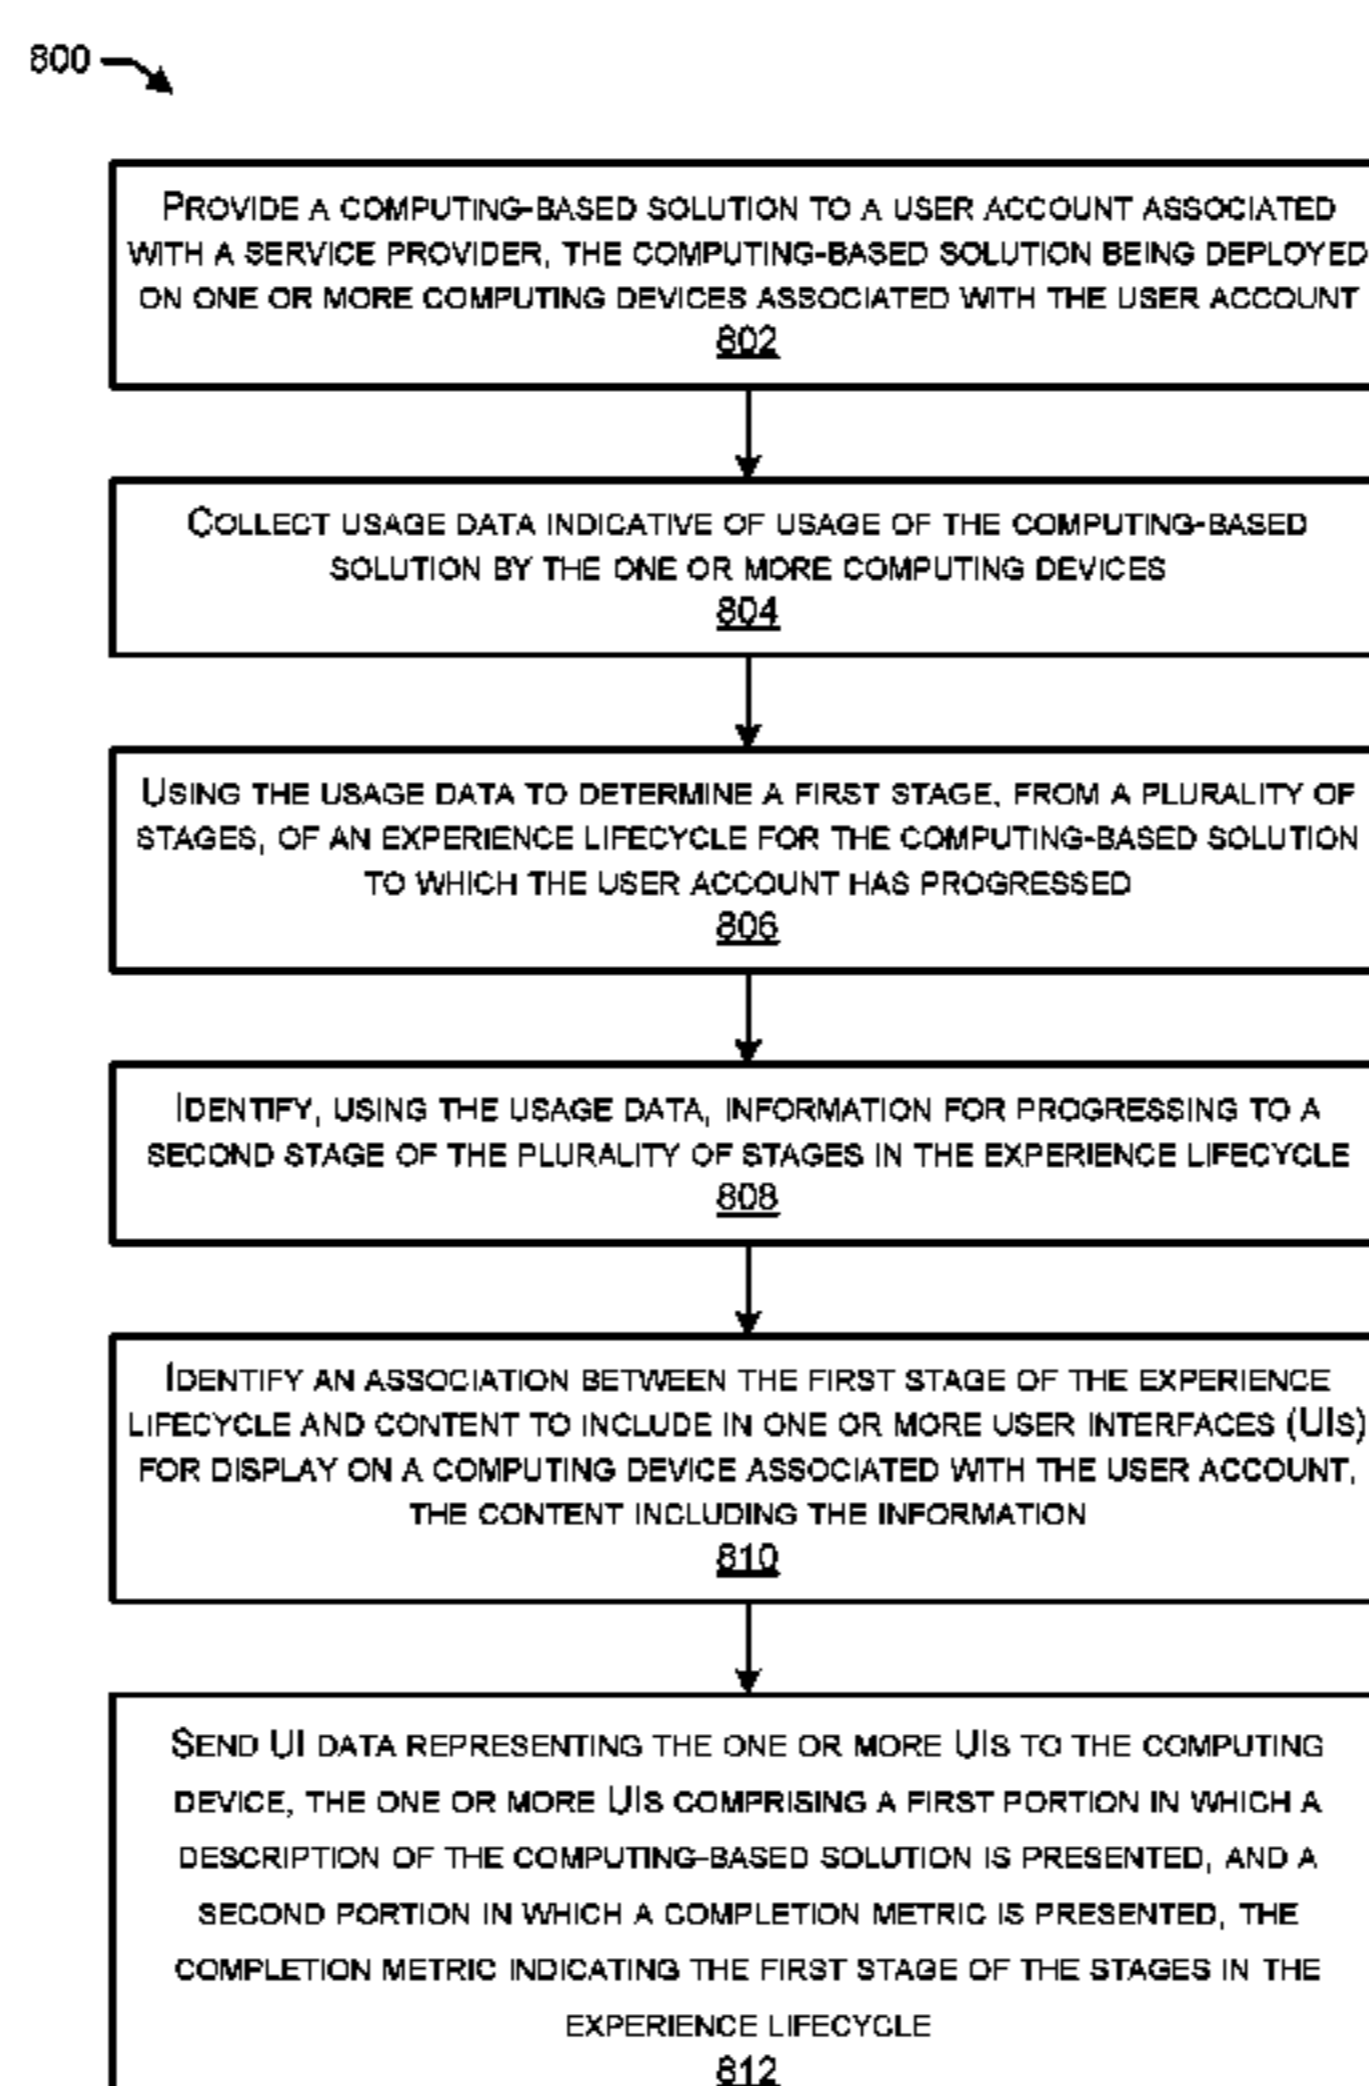 800
PROVIDE A COMPUTING-BASED SOLUTION TO A USER ACCOUNT ASSOCIATED
WITH A SERVICE PROVIDER, THE COMPUTING-BASED SOLUTION BEING DEPLOYED
ON ONE OR MORE COMPUTING DEVICES ASSOCIATED WITH THE USER ACCOUNT
802
COLLECT USAGE DATA INDICATIVE OF USAGE OF THE COMPUTING-BASED
SOLUTION BY THE ONE OR MORE COMPUTING DEVICES
804
USING THE USAGE DATA TO DETERMINE A FIRST STAGE, FROM A PLURALITY OF
STAGES, OF AN EXPERIENCE LIFECYCLE FOR THE COMPUTING-BASED SOLUTION
TO WHICH THE USER ACCOUNT HAS PROGRESSED
806
IDENTIFY, USING THE USAGE DATA, INFORMATION FOR PROGRESSING TO A
SECOND STAGE OF THE PLURALITY OF STAGES IN THE EXPERIENCE LIFECYCLE
808
IDENTIFY AN ASSOCIATION BETWEEN THE FIRST STAGE OF THE EXPERIENCE
LIFECYCLE AND CONTENT TO INCLUDE IN ONE OR MORE USER INTERFACES (UIS)
FOR DISPLAY ON A COMPUTING DEVICE ASSOCIATED WITH THE USER ACCOUNT,
THE CONTENT INCLUDING THE INFORMATION
810
SEND UI DATA REPRESENTING THE ONE OR MORE UIS TO THE COMPUTING
DEVICE, THE ONE OR MORE UIS COMPRISING A FIRST PORTION IN WHICH A
DESCRIPTION OF THE COMPUTING-BASED SOLUTION IS PRESENTED, AND A
SECOND PORTION IN WHICH A COMPLETION METRIC IS PRESENTED, THE
COMPLETION METRIC INDICATING THE FIRST STAGE OF THE STAGES IN THE
EXPERIENCE LIFECYCLE
812